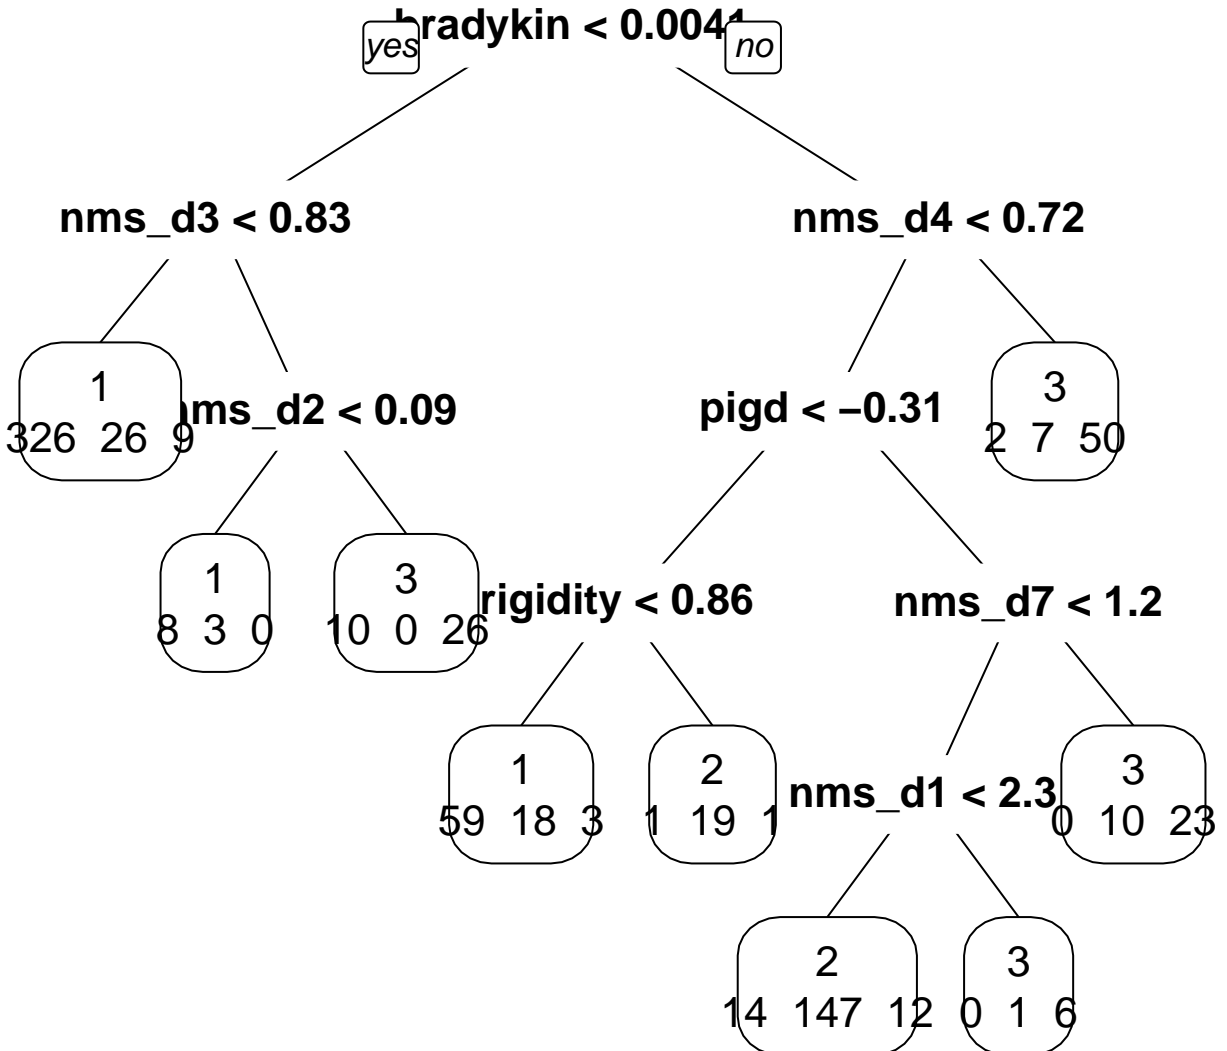 bradykin < 0.0041
yes
no
nms_d3 < 0.83
nms_d4 < 0.72
1
326 26 9
nms_d2 < 0.09
pigd < −0.31
3
2 7 50
1
8 3 0
3
10 0 26
rigidity < 0.86
nms_d7 < 1.2
1
59 18 3
2
1 19 1
nms_d1 < 2.3
3
0 10 23
2
14 147 12
3
0 1 6